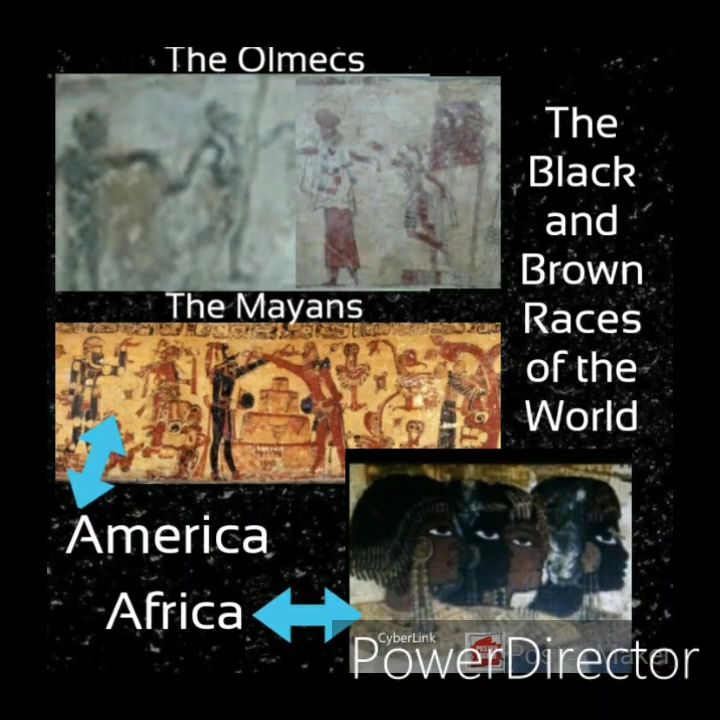 The Olmecs
The
Black
and
Brown
Races
of the
World
The Mayans
America
Africa
CyberLink
PowerDirector